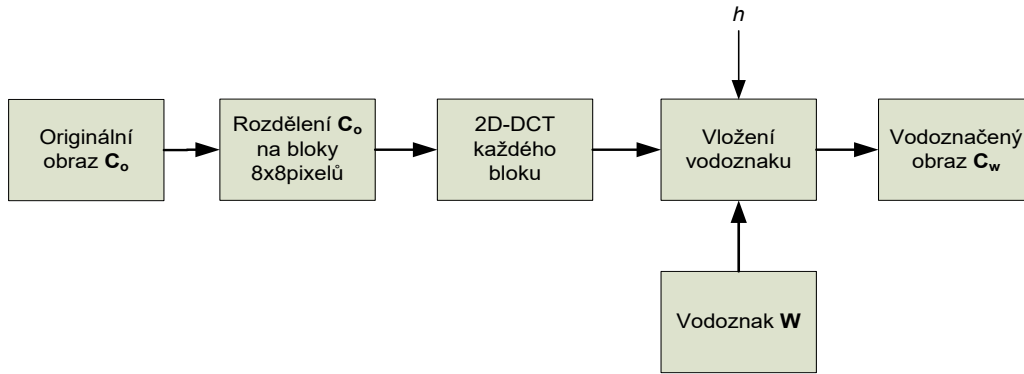 h
Originální
obraz Co
Rozdělení Co
na bloky
8x8pixelů
2D-DCT
každého
bloku
Vložení
vodoznaku
Vodoznačený
obraz Cw
Vodoznak W